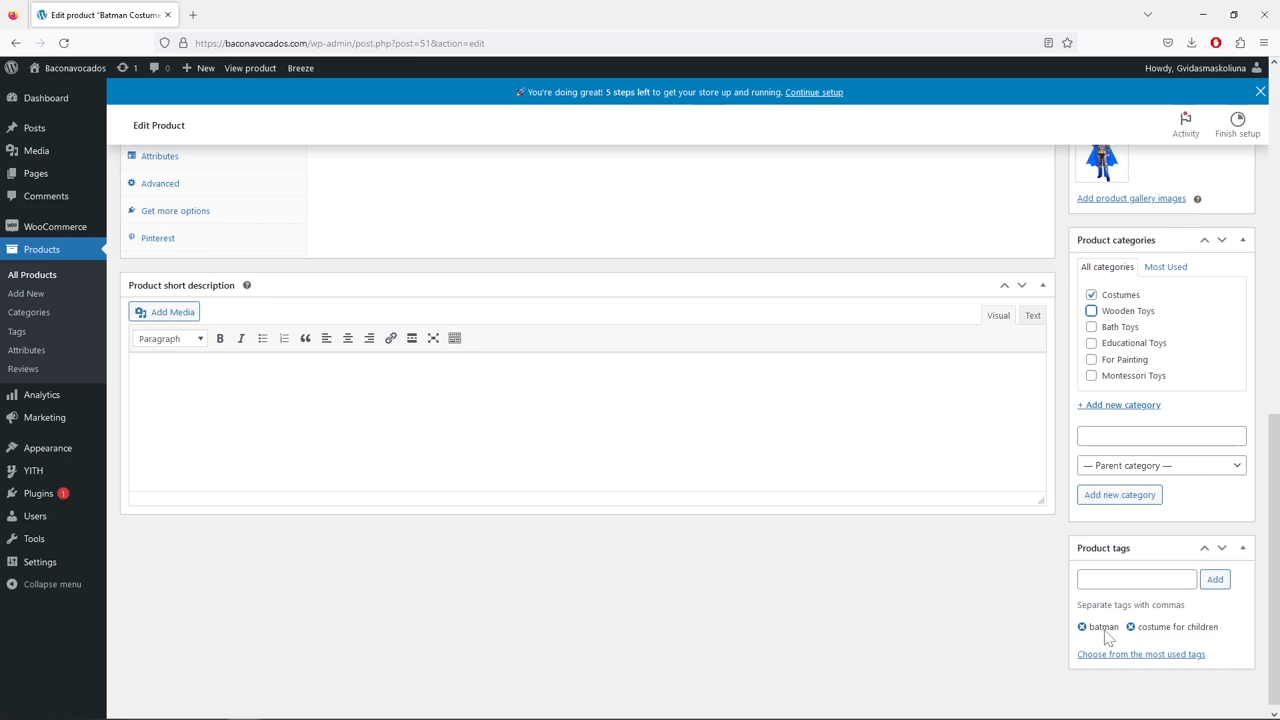 Edit product "Batman Costume
https://baconavocados.com/wp-admin/post.php?post=51&action=edit
Baconavocados
1
0
New
View product
Breeze
Howdy, Gvidasmaskoliuna
You're doing great! 5 steps left to get your store up and running. Continue setup
Dashboard
Posts
Media
Pages
Comments
WooCommerce
Products
All Products
Add New
Categories
Tags
Attributes
Reviews
Analytics
Marketing
Appearance
YITH
Plugins 1
Users
Tools
Settings
Collapse menu
Edit Product
Activity
Finish setup
Attributes
Advanced
Get more options
Pinterest
Product short description
Add Media
Visual
Text
Paragraph
B I
Add product gallery images
Product categories
All categories
Most Used
Costumes
Wooden Toys
Bath Toys
Educational Toys
For Painting
Montessori Toys
+ Add new category
— Parent category —
Add new category
Product tags
Add
Separate tags with commas
batman
costume for children
Choose from the most used tags